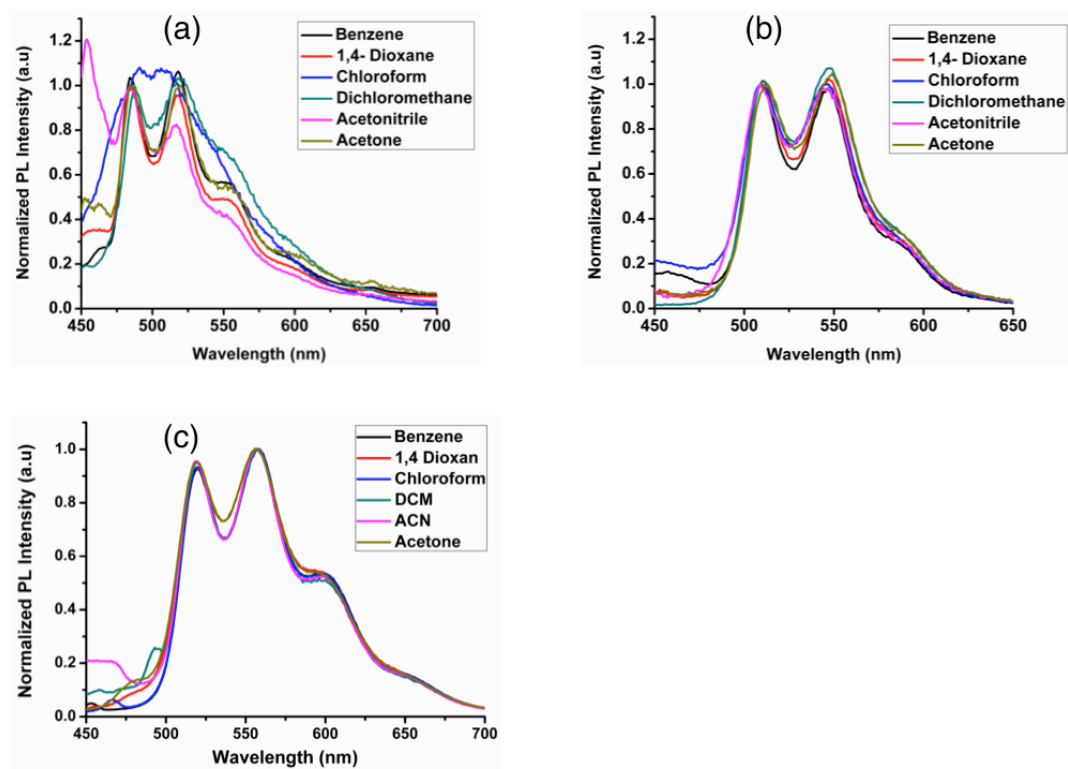 (a)
Benzene
1,4- Dioxane
Chloroform
Dichloromethane
Acetonitrile
Acetone
Normalized PL Intensity (a.u)
1.2
1.0
0.8
0.6
0.4
0.2
0.0
450 500 550 600 650 700
Wavelength (nm)
(b)
Benzene
1,4- Dioxane
Chloroform
Dichloromethane
Acetonitrile
Acetone
Normalized PL Intensity (a.u)
1.2
1.0
0.8
0.6
0.4
0.2
0.0
450 500 550 600 650
Wavelength (nm)
(c)
Benzene
1,4 Dioxan
Chloroform
DCM
ACN
Acetone
Normalized PL Intensity (a.u)
1.0
0.8
0.6
0.4
0.2
0.0
450 500 550 600 650 700
Wavelength (nm)